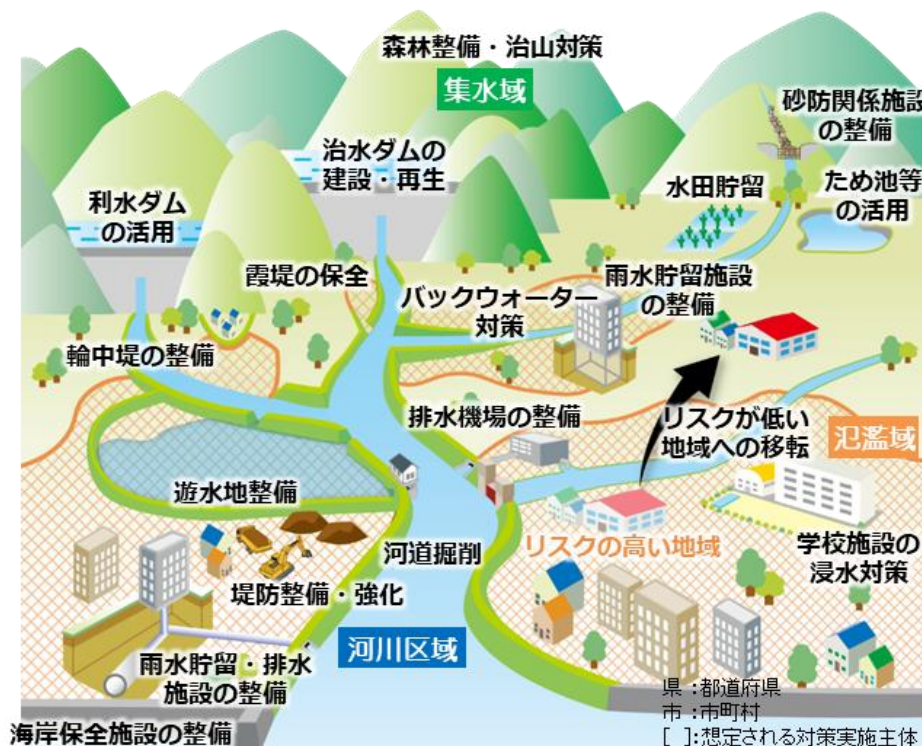 森林整備・治山対策
集水域
砂防関係施設
の整備
治水ダムの
建設・再生
水田貯留
ため池等
の活用
利水ダム
の活用
霞堤の保全
バックウォーター
対策
雨水貯留施設
の整備
輪中堤の整備
排水機場の整備
リスクが低い
地域への移転
氾濫域
遊水地整備
河道掘削
リスクの高い地域
学校施設の
浸水対策
堤防整備・強化
河川区域
雨水貯留・排水
施設の整備
海岸保全施設の整備
県：都道府県
市：市町村
[ ]：想定される対策実施主体